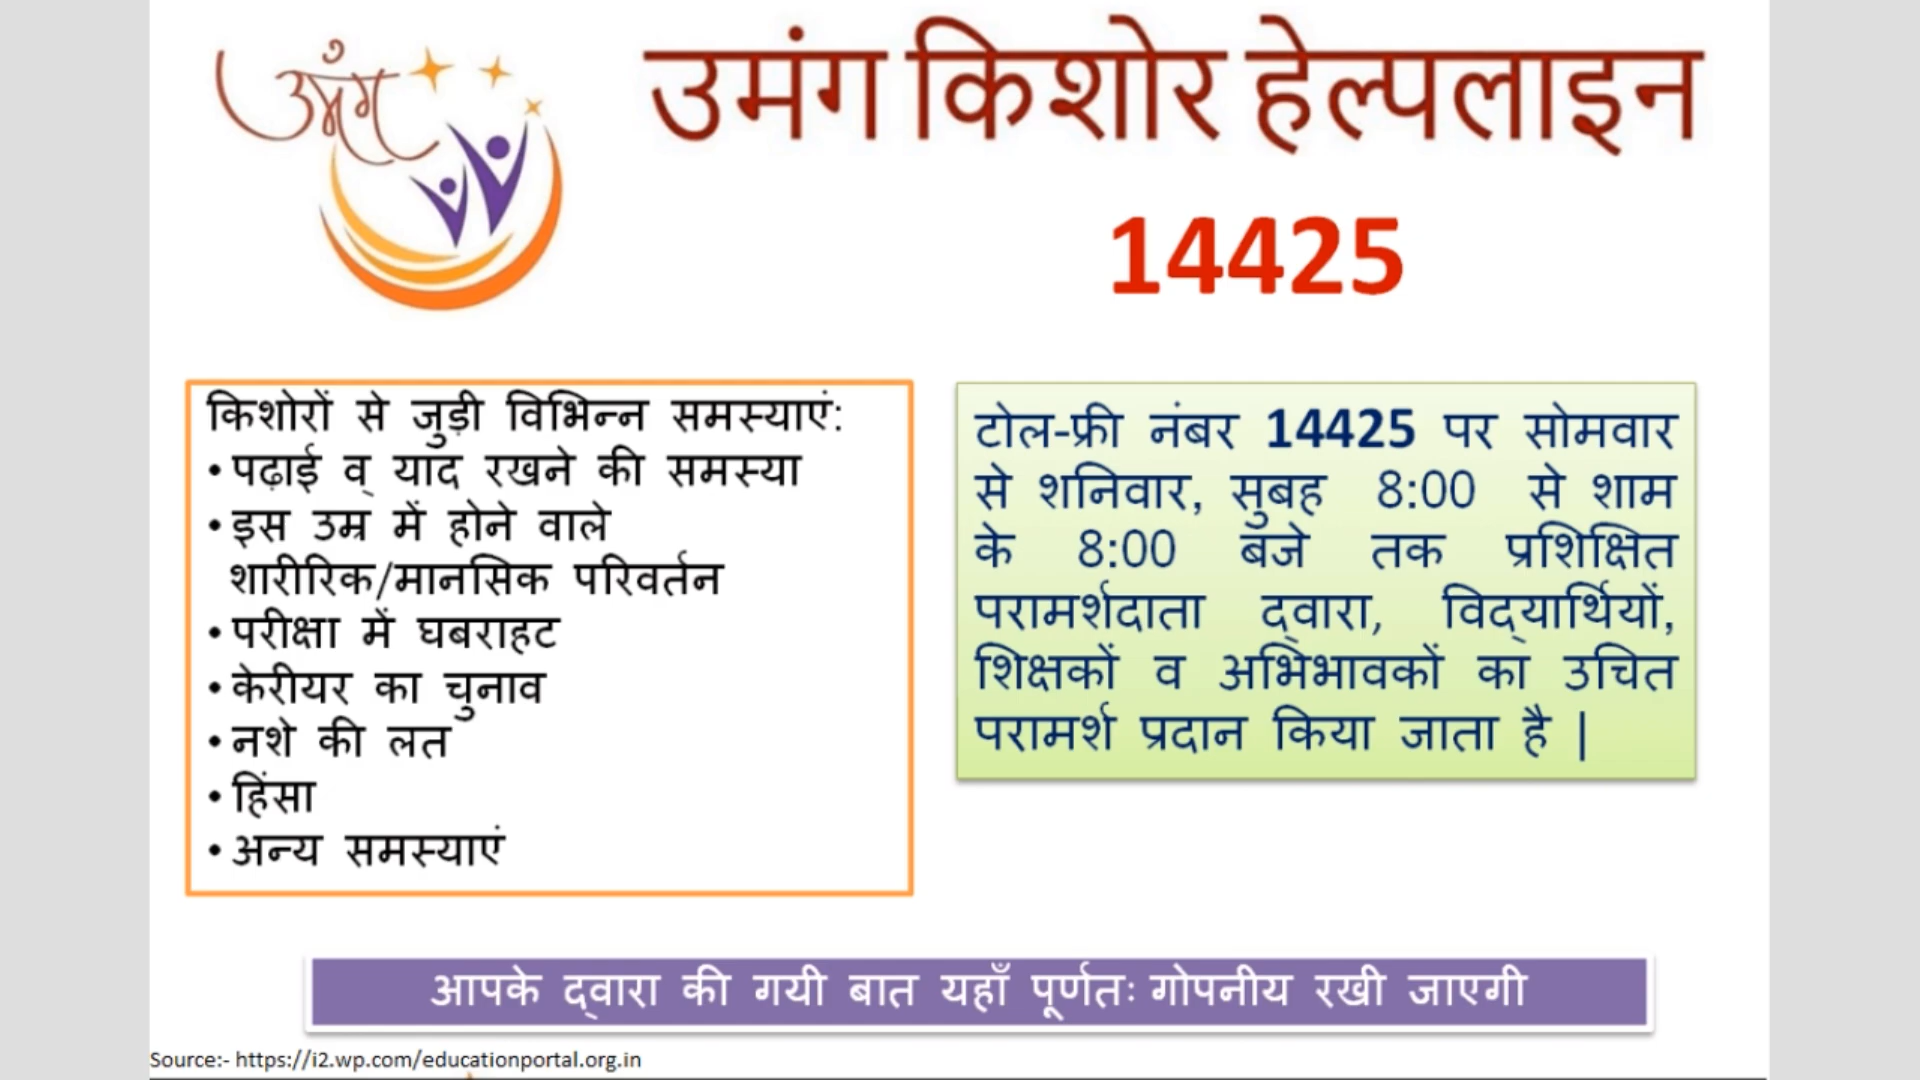 उमंग
उमंग किशोर हेल्पलाइन
14425
किशोरों से जुड़ी विभिन्न समस्याएं:
• पढ़ाई व् याद रखने की समस्या
• इस उम्र में होने वाले
शारीरिक/मानसिक परिवर्तन
• परीक्षा में घबराहट
• केरीयर का चुनाव
• नशे की लत
• हिंसा
• अन्य समस्याएं
टोल-फ्री नंबर 14425 पर सोमवार
से शनिवार, सुबह 8:00 से शाम
के 8:00 बजे तक प्रशिक्षित
परामर्शदाता द्वारा, विद्यार्थियों,
शिक्षकों व अभिभावकों का उचित
परामर्श प्रदान किया जाता है |
आपके द्वारा की गयी बात यहाँ पूर्णतः गोपनीय रखी जाएगी
Source:- https://i2.wp.com/educationportal.org.in